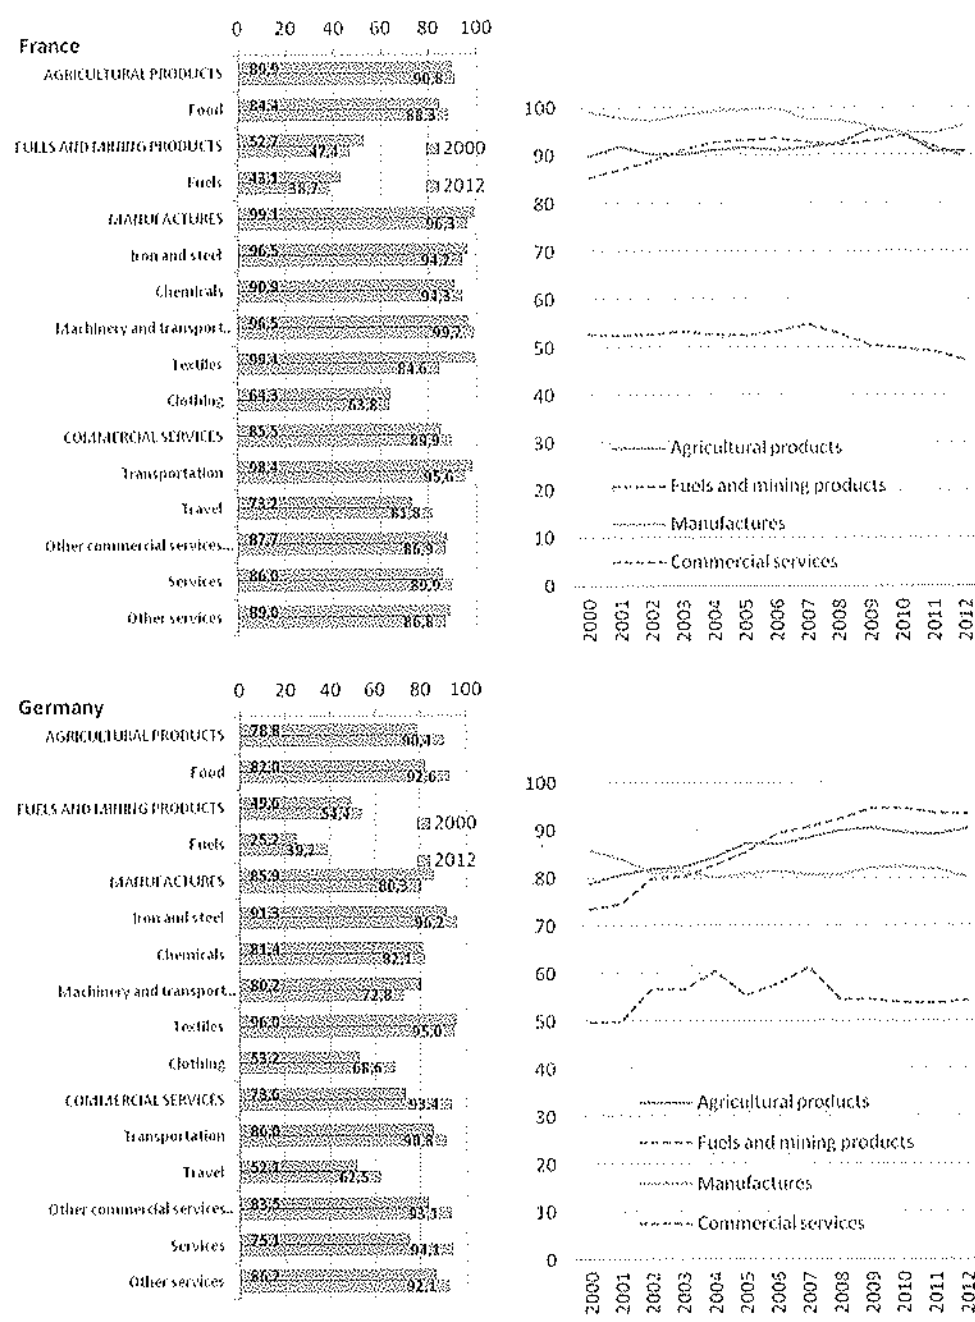 0 20 40 60 80 100
France
AGRICULTURAL PRODUCTS 89,9 90,8
Food 84,4 88,3
FUELS AND MINING PRODUCTS 52,7 47,4
2000
Fuels 43,1 38,7
2012
MANUFACTURES 99,1 96,3
Iron and steel 96,5 94,2
Chemicals 90,9 94,3
Machinery and transport.. 96,5 99,2
Textiles 99,1 84,6
Clothing 64,3 63,8
COMMERCIAL SERVICES 85,5 89,9
Transportation 98,4 95,6
Travel 73,2 81,8
Other commercial services... 87,7 86,9
Services 86,0 89,9
Other services 89,0 86,8
100
90
80
70
60
50
40
30
20
10
0
Agricultural products
Fuels and mining products
Manufactures
Commercial services
2000 2001 2002 2003 2004 2005 2006 2007 2008 2009 2010 2011 2012
0 20 40 60 80 100
Germany
AGRICULTURAL PRODUCTS 78,8 90,4
Food 82,0 92,6
FUELS AND MINING PRODUCTS 49,6 54,4
2000
Fuels 25,2 39,2
2012
MANUFACTURES 85,9 80,3
Iron and steel 91,3 96,2
Chemicals 81,4 82,1
Machinery and transport.. 80,2 72,8
Textiles 96,0 95,0
Clothing 53,2 68,6
COMMERCIAL SERVICES 73,6 93,4
Transportation 86,0 90,8
Travel 52,1 62,5
Other commercial services.. 83,5 93,3
Services 75,1 94,1
Other services 86,2 92,1
100
90
80
70
60
50
40
30
20
10
0
Agricultural products
Fuels and mining products
Manufactures
Commercial services
2000 2001 2002 2003 2004 2005 2006 2007 2008 2009 2010 2011 2012